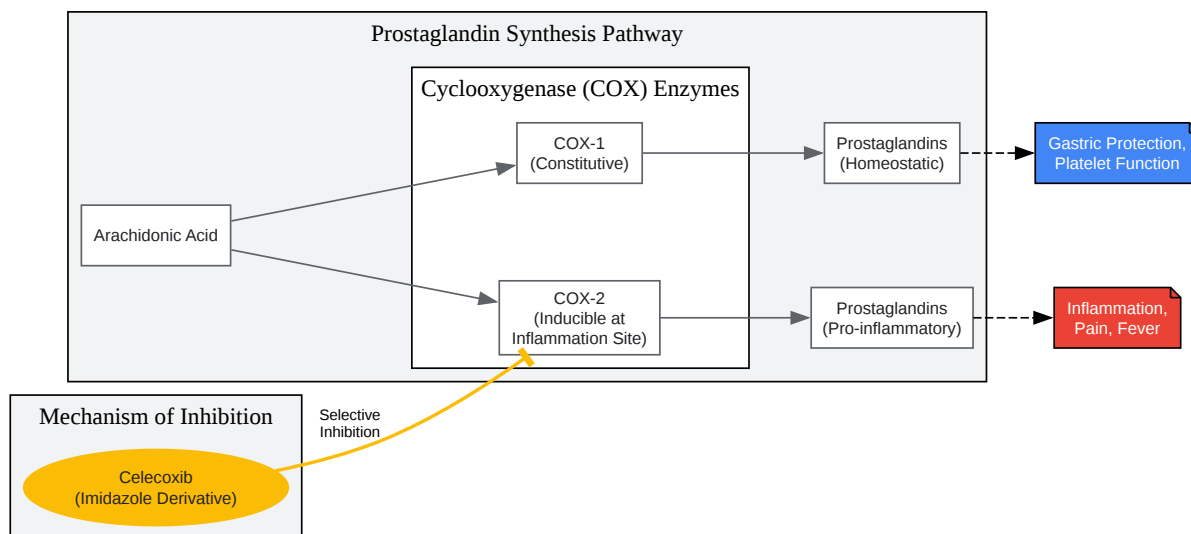 Prostaglandin Synthesis Pathway
Cyclooxygenase (COX) Enzymes
COX-1
(Constitutive)
Prostaglandins
(Homeostatic)
Gastric Protection,
Platelet Function
Arachidonic Acid
COX-2
(Inducible at
Inflammation Site)
Prostaglandins
(Pro-inflammatory)
Inflammation,
Pain, Fever
Mechanism of Inhibition
Selective
Inhibition
Celecoxib
(Imidazole Derivative)